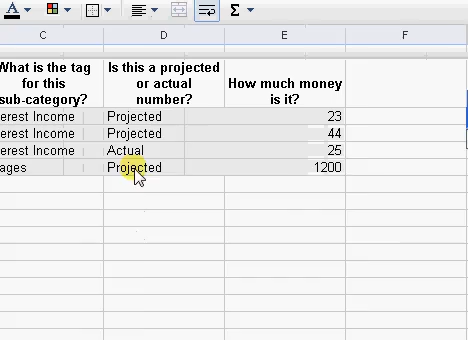 A Σ
C D E F
What is the tag for this sub-category? Is this a projected or actual number? How much money is it?
erest Income Projected 23
erest Income Projected 44
erest Income Actual 25
ages Projected 1200